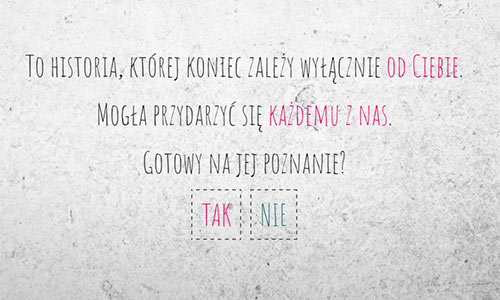 To historia, której koniec zależy wyłącznie od Ciebie.
Mogła przydarzyć się każdemu z nas.
Gotowy na jej poznanie?
TAK NIE